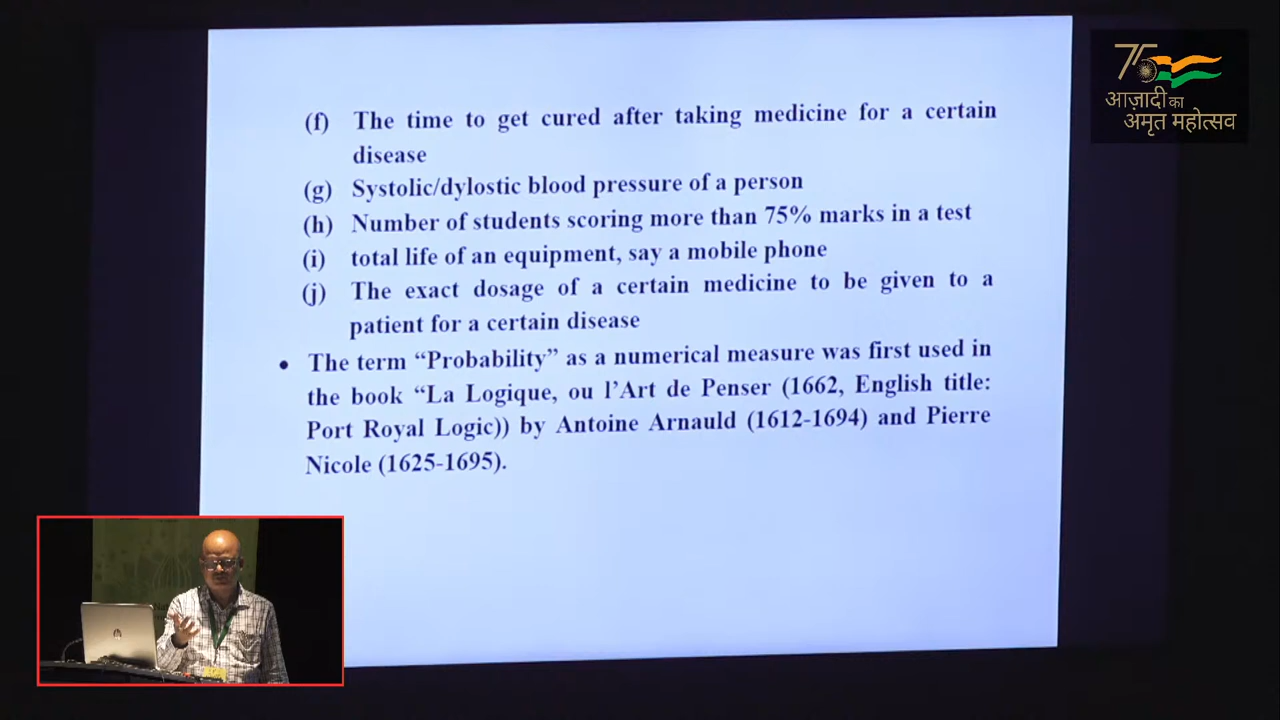 75
आज़ादी का
अमृत महोत्सव
(f) The time to get cured after taking medicine for a certain
disease
(g) Systolic/dylostic blood pressure of a person
(h) Number of students scoring more than 75% marks in a test
(i) total life of an equipment, say a mobile phone
(j) The exact dosage of a certain medicine to be given to a
patient for a certain disease
• The term “Probability” as a numerical measure was first used in
the book “La Logique, ou l’Art de Penser (1662, English title:
Port Royal Logic)) by Antoine Arnauld (1612-1694) and Pierre
Nicole (1625-1695).